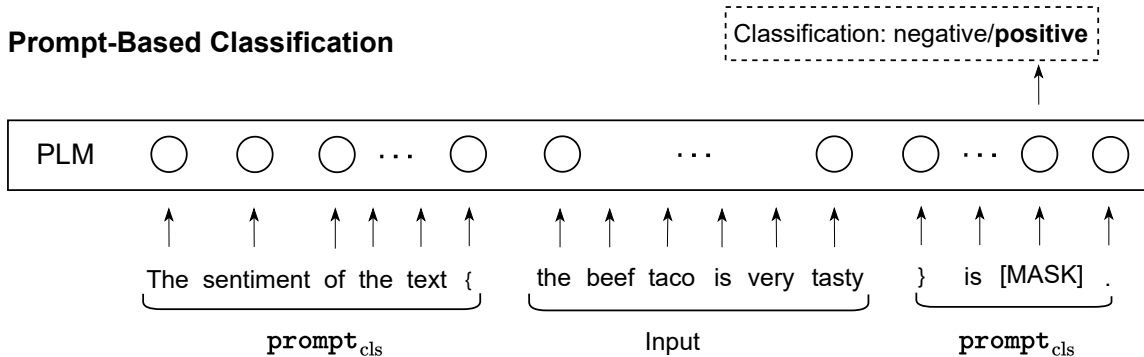 Classification: negative/positive
Prompt-Based Classification
PLM ... ... ...
The sentiment of the text { the beef taco is very tasty } is [MASK] .
prompt_cls Input prompt_cls